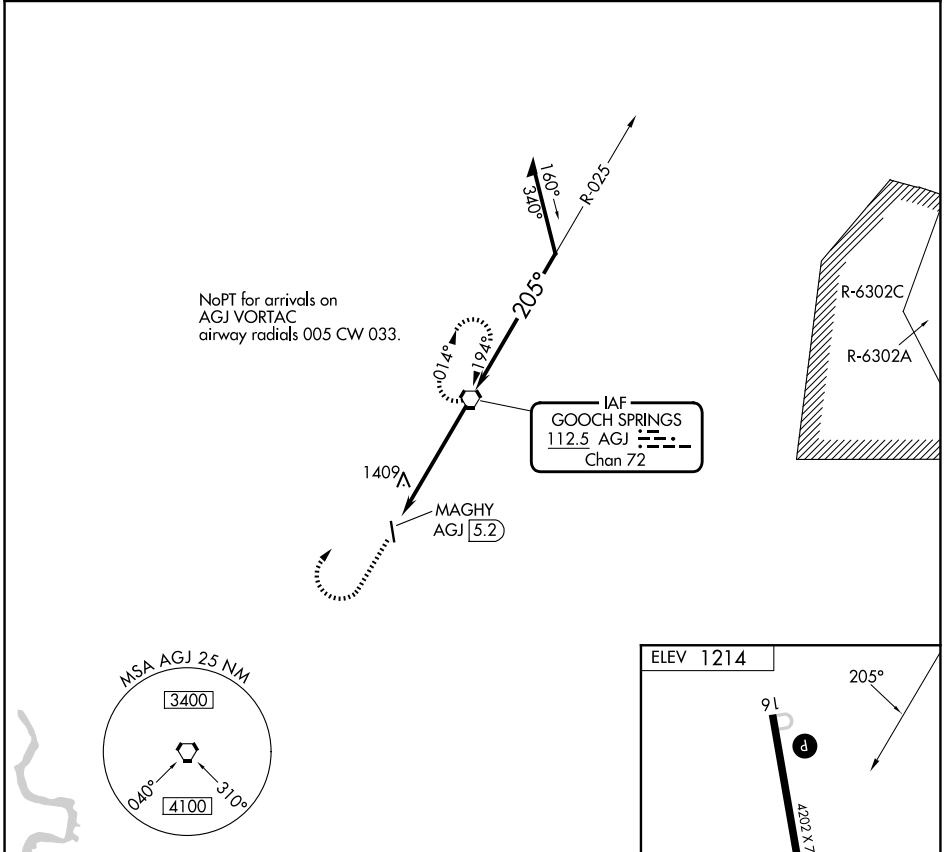 160°
340°
R-025
205°
NoPT for arrivals on
AGJ VORTAC
airway radials 005 CW 033.
R-6302C
R-6302A
014°
194°
IAF
GOOCH SPRINGS
112.5 AGJ
Chan 72
1409
MAGHY
AGJ 5.2
MSA AGJ 25 NM
3400
040°
310°
4100
ELEV 1214
205°
16
P
4202 X 7